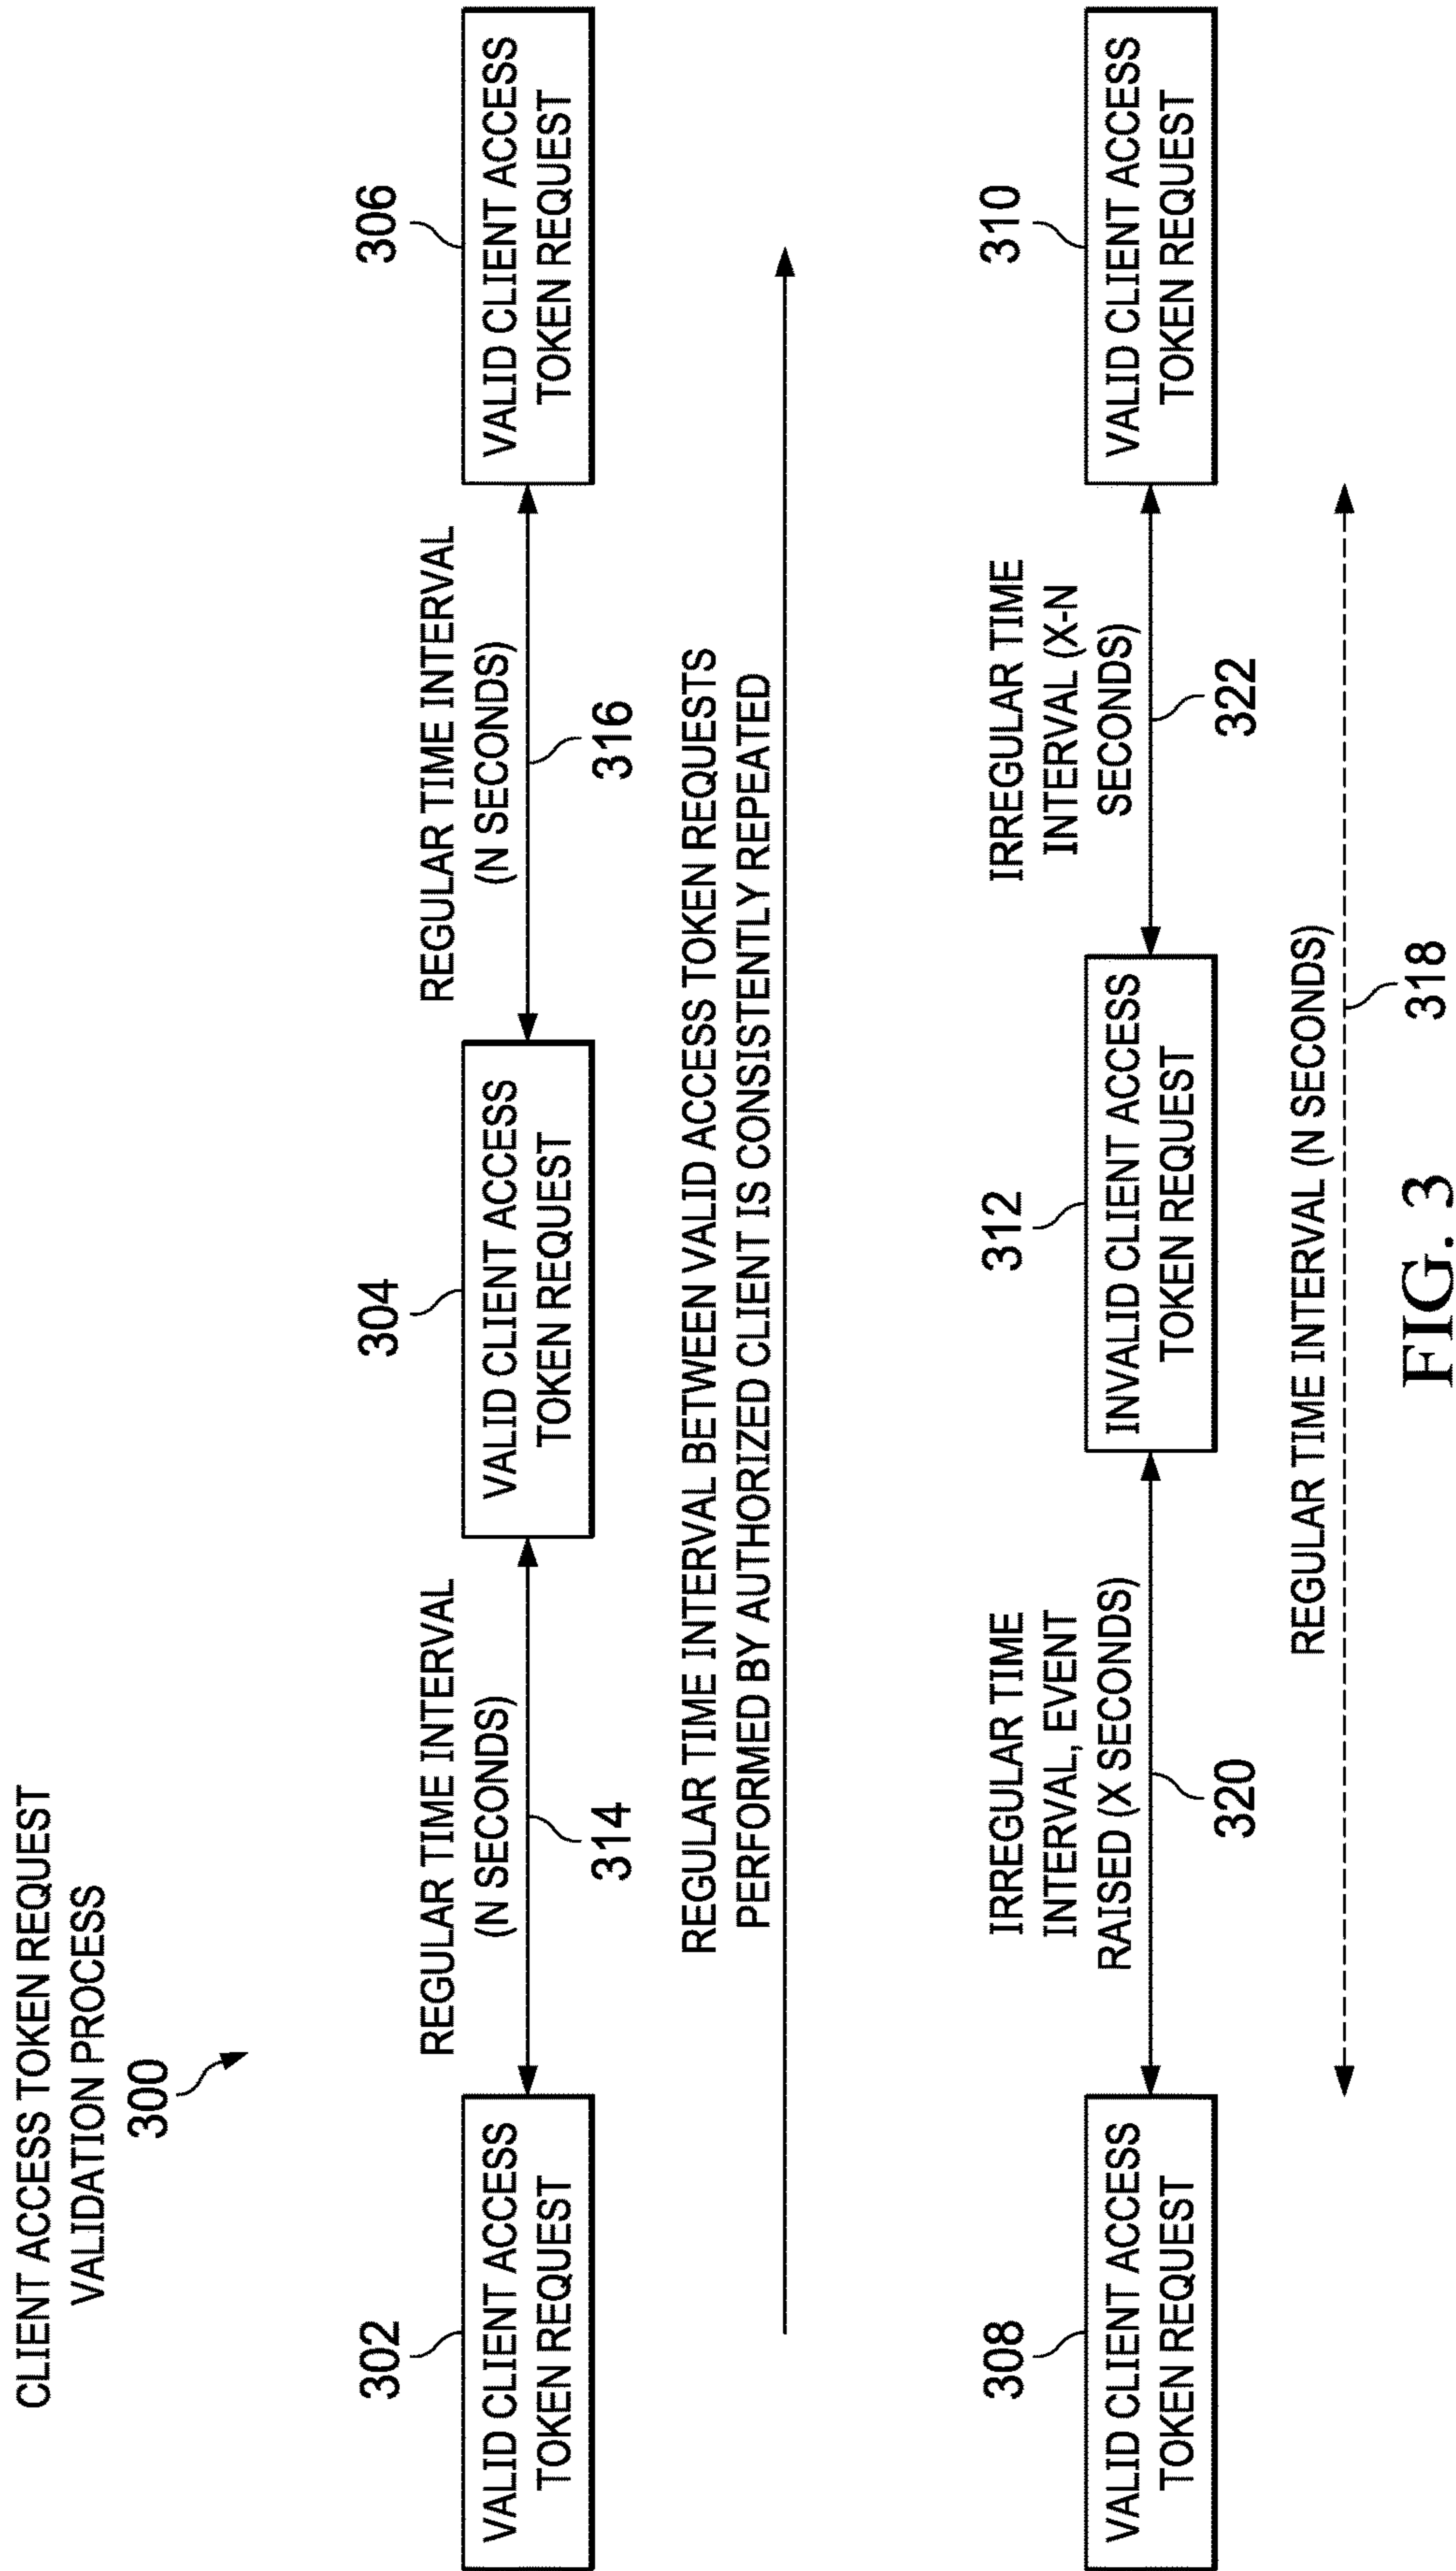 CLIENT ACCESS TOKEN REQUEST
VALIDATION PROCESS
300
302
VALID CLIENT ACCESS
TOKEN REQUEST
REGULAR TIME INTERVAL
(N SECONDS)
314
304
VALID CLIENT ACCESS
TOKEN REQUEST
REGULAR TIME INTERVAL
(N SECONDS)
316
306
VALID CLIENT ACCESS
TOKEN REQUEST
REGULAR TIME INTERVAL BETWEEN VALID ACCESS TOKEN REQUESTS
PERFORMED BY AUTHORIZED CLIENT IS CONSISTENTLY REPEATED
308
VALID CLIENT ACCESS
TOKEN REQUEST
IRREGULAR TIME
INTERVAL, EVENT
RAISED (X SECONDS)
320
312
INVALID CLIENT ACCESS
TOKEN REQUEST
IRREGULAR TIME
INTERVAL (X-N
SECONDS)
322
310
VALID CLIENT ACCESS
TOKEN REQUEST
REGULAR TIME INTERVAL (N SECONDS)
318
FIG. 3